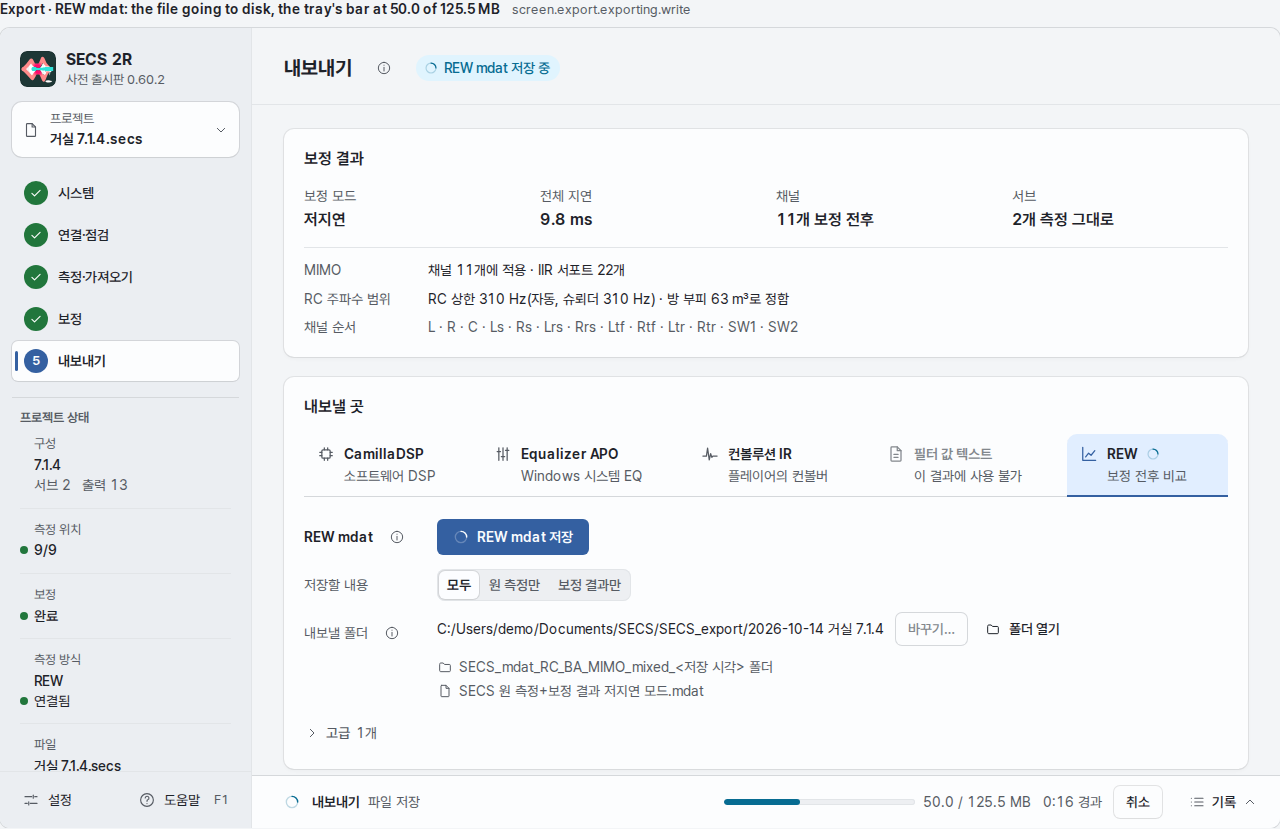 Export · REW mdat: the file going to disk, the tray's bar at 50.0 of 125.5 MB screen.export.exporting.write
SECS 2R
사전 출시판 0.60.2
프로젝트
거실 7.1.4.secs
시스템
연결·점검
측정·가져오기
보정
5 내보내기
프로젝트 상태
구성
7.1.4
서브 2 출력 13
측정 위치
9/9
보정
완료
측정 방식
REW
연결됨
파일
거실 7.1.4.secs
설정 도움말 F1
내보내기 REW mdat 저장 중
보정 결과
보정 모드 전체 지연 채널 서브
저지연 9.8 ms 11개 보정 전후 2개 측정 그대로
MIMO 채널 11개에 적용 · IIR 서포트 22개
RC 주파수 범위 RC 상한 310 Hz(자동, 슈뢰더 310 Hz) · 방 부피 63 m³로 정합
채널 순서 L · R · C · Ls · Rs · Lrs · Rrs · Ltf · Rtf · Ltr · Rtr · SW1 · SW2
내보낼 곳
CamillaDSP Equalizer APO 컨볼루션 IR 필터 값 텍스트 REW
소프트웨어 DSP Windows 시스템 EQ 플레이어의 컨볼버 이 결과에 사용 불가 보정 전후 비교
REW mdat REW mdat 저장
저장할 내용 모두 원 측정만 보정 결과만
내보낼 폴더 C:/Users/demo/Documents/SECS/SECS_export/2026-10-14 거실 7.1.4 바꾸기... 폴더 열기
SECS_mdat_RC_BA_MIMO_mixed_<저장 시각> 폴더
SECS 원 측정+보정 결과 저지연 모드.mdat
고급 1개
내보내기 파일 저장 50.0 / 125.5 MB 0:16 경과 취소 기록